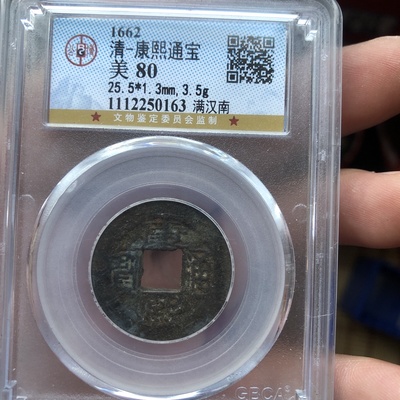 1662
清-康熙通宝
美 80
25.5*1.3mm,3.5g
1112250163 满汉南
★ 文物鉴定委员会监制 ★
GBCA